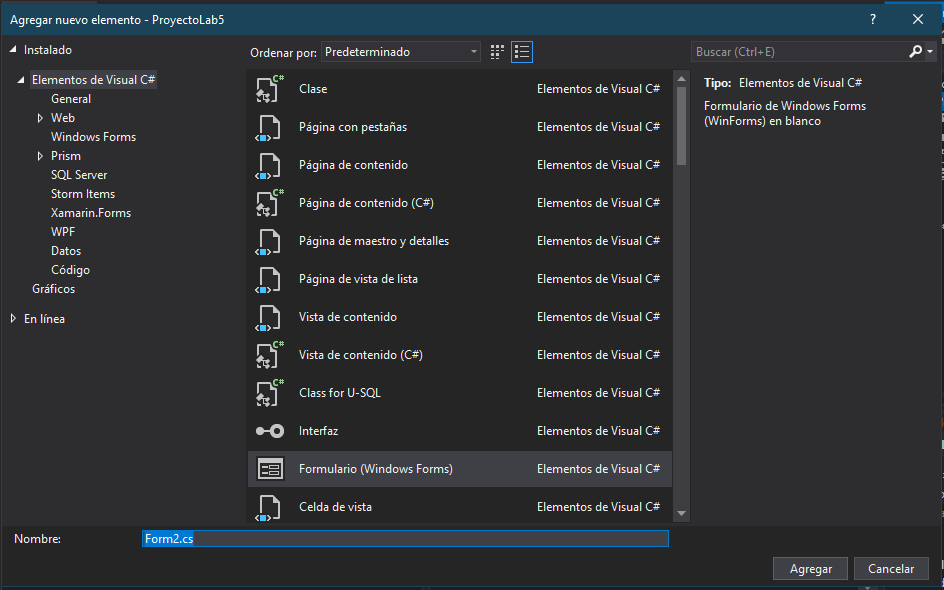 Agregar nuevo elemento - ProyectoLab5
?
Instalado
Elementos de Visual C#
General
Web
Windows Forms
Prism
SQL Server
Storm Items
Xamarin.Forms
WPF
Datos
Código
Gráficos
En línea
Ordenar por: Predeterminado
Clase Elementos de Visual C#
Página con pestañas Elementos de Visual C#
Página de contenido Elementos de Visual C#
Página de contenido (C#) Elementos de Visual C#
Página de maestro y detalles Elementos de Visual C#
Página de vista de lista Elementos de Visual C#
Vista de contenido Elementos de Visual C#
Vista de contenido (C#) Elementos de Visual C#
Class for U-SQL Elementos de Visual C#
Interfaz Elementos de Visual C#
Formulario (Windows Forms) Elementos de Visual C#
Celda de vista Elementos de Visual C#
Buscar (Ctrl+E)
Tipo: Elementos de Visual C#
Formulario de Windows Forms
(WinForms) en blanco
Nombre: Form2.cs
Agregar Cancelar